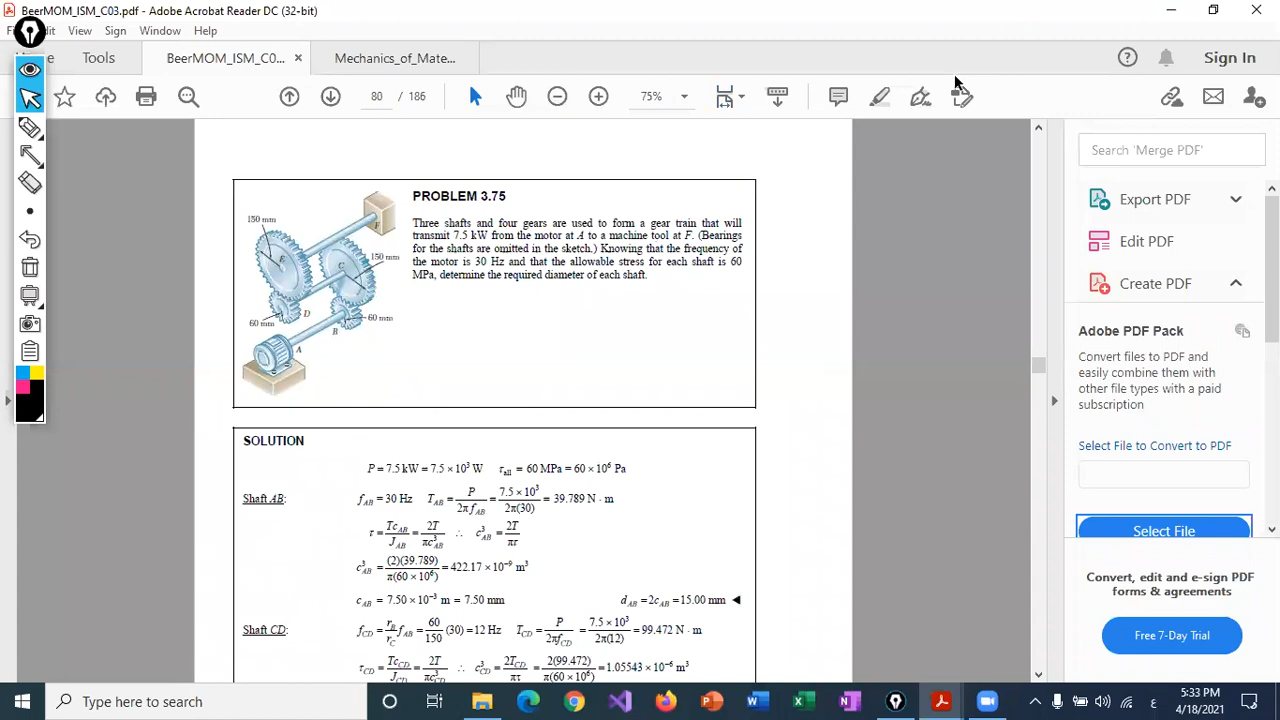 BeerMOM_ISM_C03.pdf - Adobe Acrobat Reader DC (32-bit)
View Sign Window Help
Tools BeerMOM_ISM_C0... × Mechanics_of_Mate... Sign In
80 / 186 75%
Search 'Merge PDF'
Export PDF
Edit PDF
Create PDF
Adobe PDF Pack
Convert files to PDF and
easily combine them with
other file types with a paid
subscription
Select File to Convert to PDF
Select File
Convert, edit and e-sign PDF
forms & agreements
Free 7-Day Trial
PROBLEM 3.75
Three shafts and four gears are used to form a gear train that will
transmit 7.5 kW from the motor at A to a machine tool at F. (Bearings
for the shafts are omitted in the sketch.) Knowing that the frequency of
the motor is 30 Hz and that the allowable stress for each shaft is 60
MPa, determine the required diameter of each shaft.
150 mm
F
E
C
150 mm
60 mm
D
60 mm
B
A
SOLUTION
P = 7.5 kW = 7.5 × 10³ W τall = 60 MPa = 60 × 10⁶ Pa
Shaft AB: fAB = 30 Hz TAB = P / 2π fAB = 7.5 × 10³ / 2π(30) = 39.789 N · m
τ = TcAB / JAB = 2T / πc³AB ∴ c³AB = 2T / πτ
c³AB = (2)(39.789) / π(60 × 10⁶) = 422.17 × 10⁻⁹ m³
cAB = 7.50 × 10⁻³ m = 7.50 mm dAB = 2cAB = 15.00 mm ◄
Shaft CD: fCD = rB / rC fAB = 60 / 150 (30) = 12 Hz TCD = P / 2πfCD = 7.5 × 10³ / 2π(12) = 99.472 N · m
τCD = TcCD / JCD = 2T / πc³CD ∴ c³CD = 2TCD / πτ = 2(99.472) / π(60 × 10⁶) = 1.05543 × 10⁻⁶ m³
Type here to search
ع
5:33 PM
4/18/2021